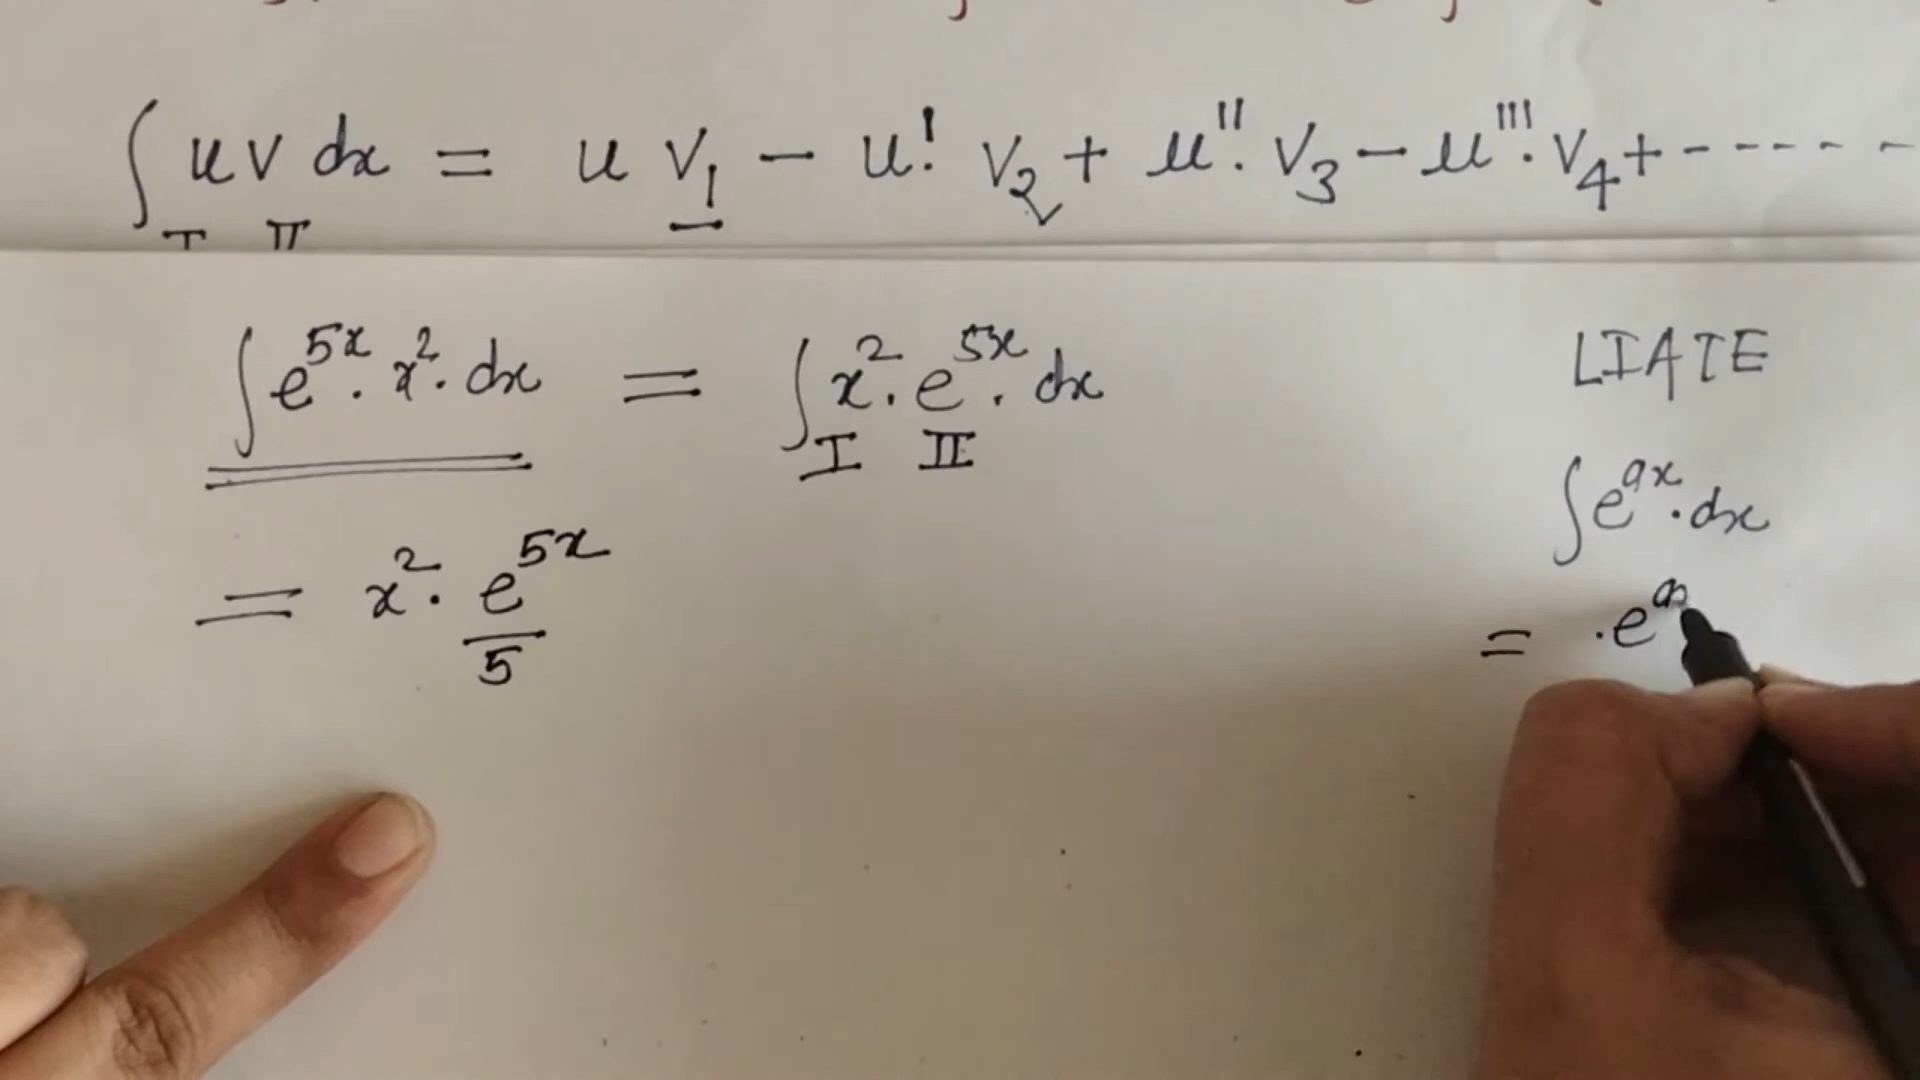 ∫ u v dx = u v₁ − u'. v₂ + u''. v₃ − u'''. v₄ + - - - - -
I II
∫ e^5x . x². dx = ∫ x². e^5x . dx
I II
= x². e^5x / 5
LIATE
∫ e^ax . dx
= . e^a